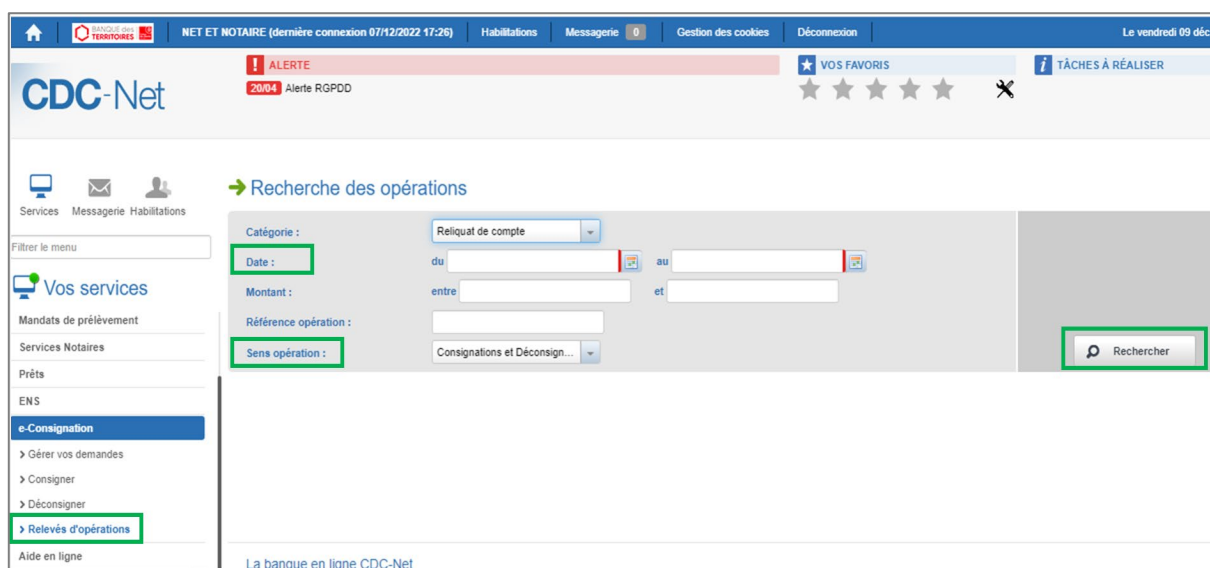 BANQUE des TERRITOIRES NET ET NOTAIRE (dernière connexion 07/12/2022 17:26) Habilitations Messagerie 0 Gestion des cookies Déconnexion Le vendredi 09 déc
CDC-Net
! ALERTE
20/04 Alerte RGPDD
VOS FAVORIS
i TÂCHES À RÉALISER
Services Messagerie Habilitations
Filtrer le menu
Vos services
Mandats de prélèvement
Services Notaires
Prêts
ENS
e-Consignation
> Gérer vos demandes
> Consigner
> Déconsigner
> Relevés d'opérations
Aide en ligne
Recherche des opérations
Catégorie : Reliquat de compte
Date : du au
Montant : entre et
Référence opération :
Sens opération : Consignations et Déconsign...
Rechercher
La banque en ligne CDC-Net